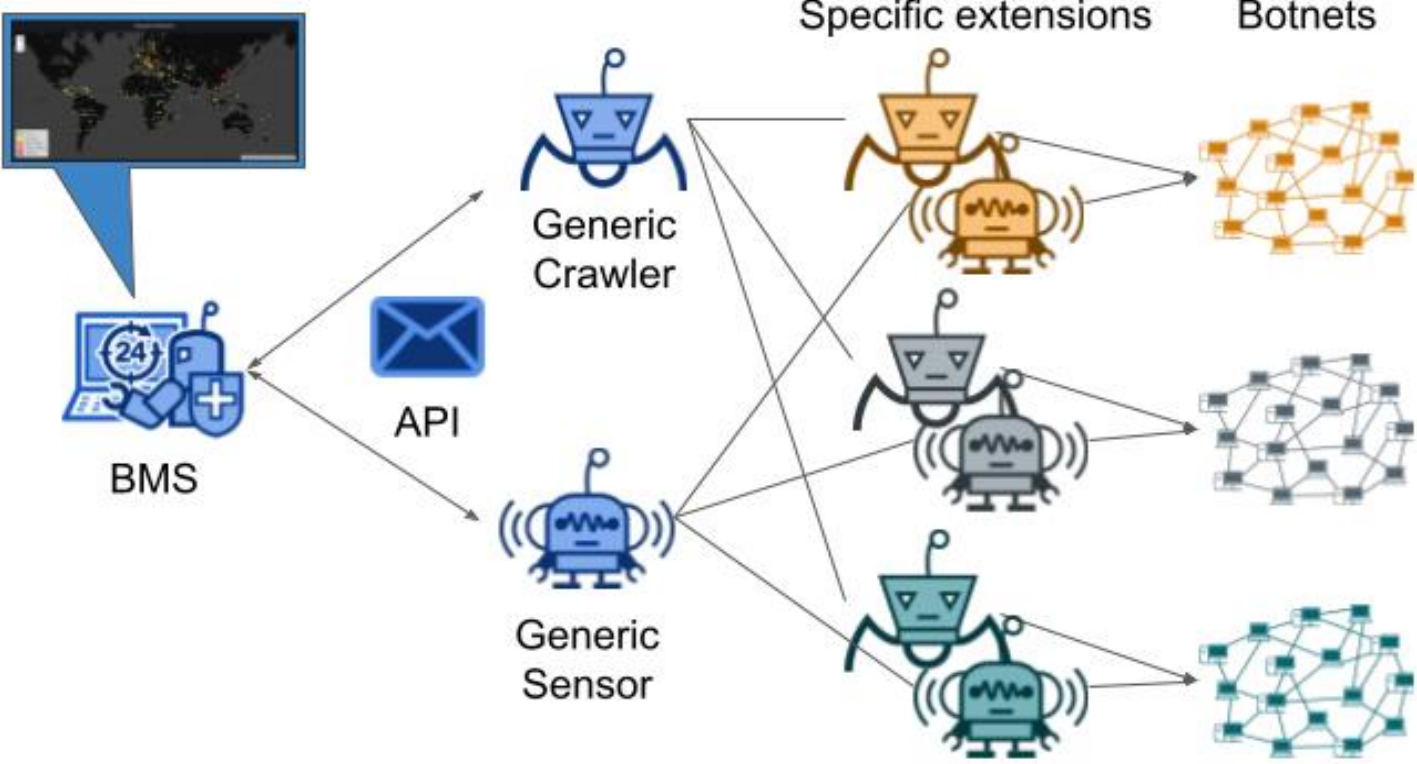 Specific extensions
Botnets
Generic
Crawler
24
API
BMS
Generic
Sensor